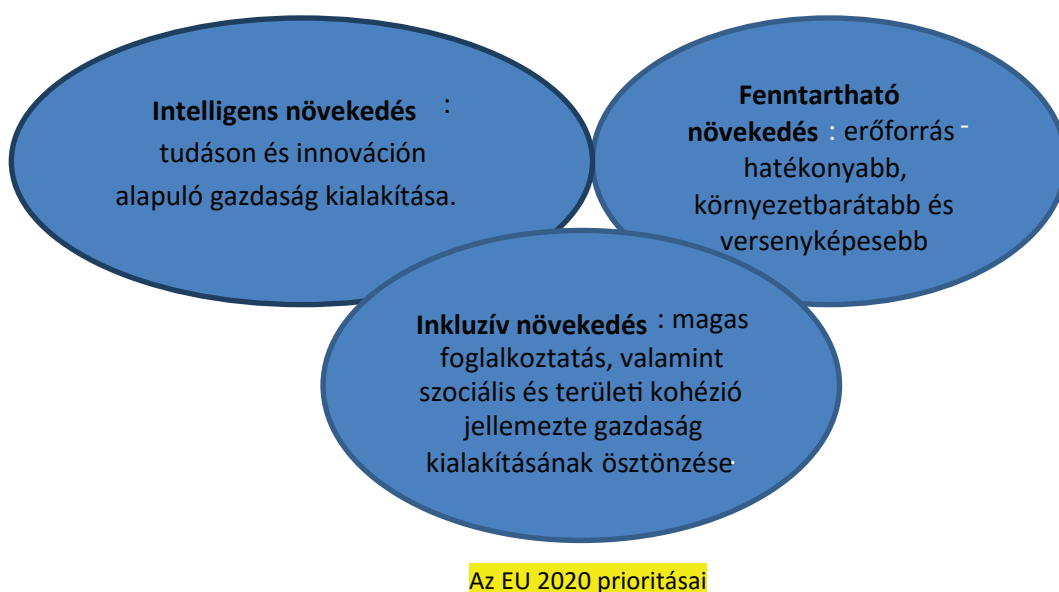 Intelligens növekedés :
tudáson és innováción
alapuló gazdaság kialakítása.
Fenntartható
növekedés : erőforrás -
hatékonyabb,
környezetbarátabb és
versenyképesebb
Inkluzív növekedés : magas
foglalkoztatás, valamint
szociális és területi kohézió
jellemezte gazdaság
kialakításának ösztönzése.
Az EU 2020 prioritásai